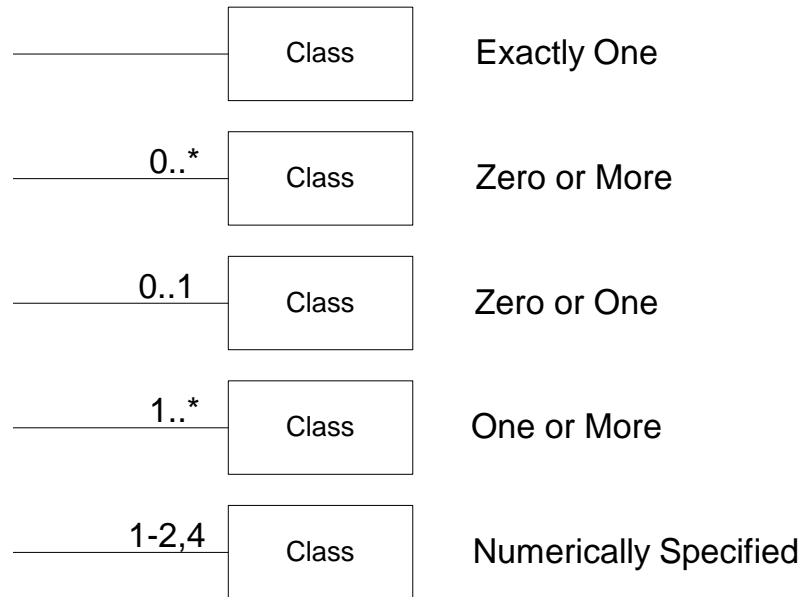 Class Exactly One
0..*
Class Zero or More
0..1
Class Zero or One
1..*
Class One or More
1-2,4
Class Numerically Specified